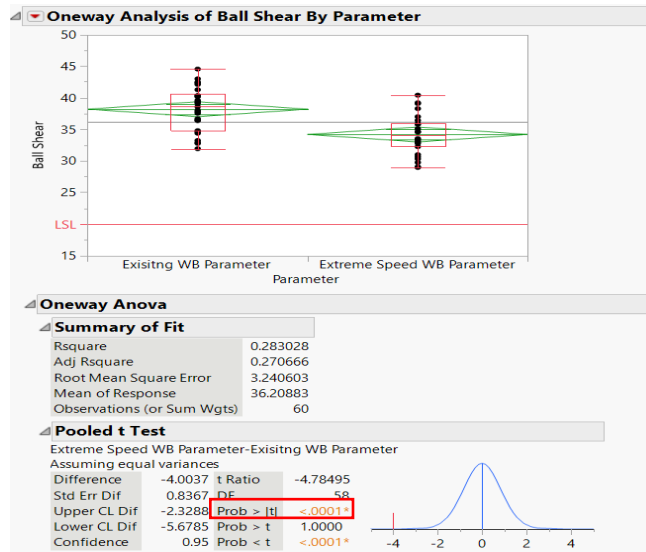 Oneway Analysis of Ball Shear By Parameter
50
45
40
35
30
25
LSL
15
Ball Shear
Exisitng WB Parameter Extreme Speed WB Parameter
Parameter
Oneway Anova
Summary of Fit
Rsquare 0.283028
Adj Rsquare 0.270666
Root Mean Square Error 3.240603
Mean of Response 36.20883
Observations (or Sum Wgts) 60
Pooled t Test
Extreme Speed WB Parameter-Exisitng WB Parameter
Assuming equal variances
Difference -4.0037 t Ratio -4.78495
Std Err Dif 0.8367 DF 58
Upper CL Dif -2.3288 Prob > |t| <.0001*
Lower CL Dif -5.6785 Prob > t 1.0000
Confidence 0.95 Prob < t <.0001*
-4 -2 0 2 4